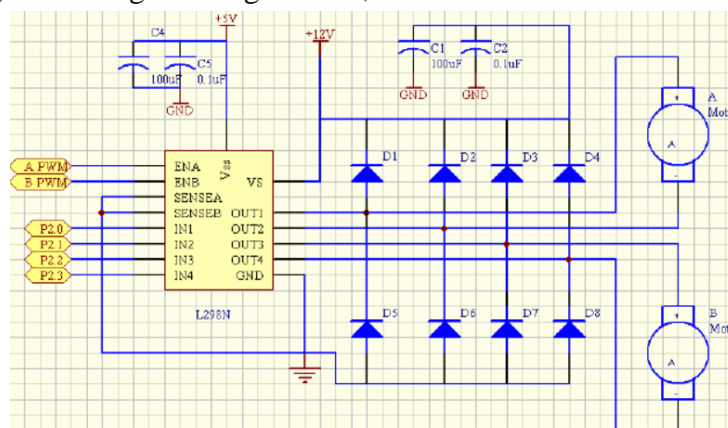 +5V
C4
C5
100uF
0.1uF
GND
+12V
C1
100uF
C2
0.1uF
GND
GND
A PWM
B PWM
P2.0
P2.1
P2.2
P2.3
ENA
ENB
SENSEA
SENSEB
IN1
IN2
IN3
IN4
Vss
VS
OUT1
OUT2
OUT3
OUT4
GND
L298N
D1
D2
D3
D4
D5
D6
D7
D8
A
Mot
A
B
Mot
A